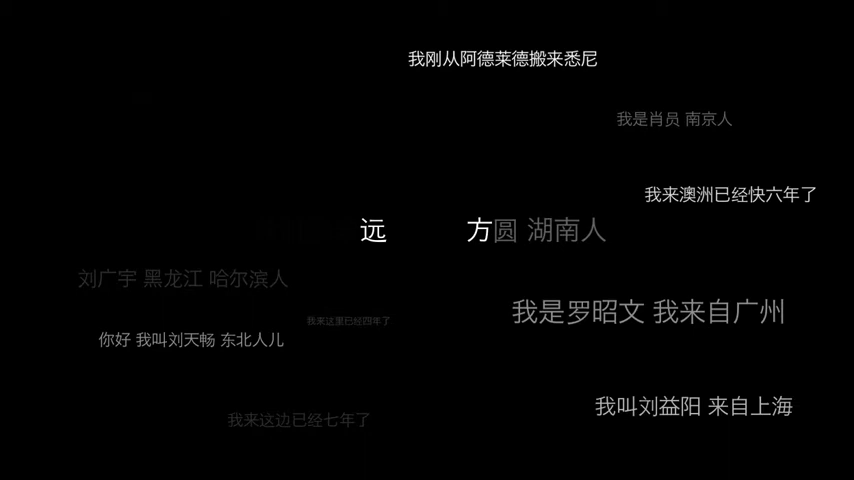 我刚从阿德莱德搬来悉尼
我是肖员 南京人
我来澳洲已经快六年了
远 方
圆 湖南人
刘广宇 黑龙江 哈尔滨人
我是罗昭文 我来自广州
我来这里已经四年了
你好 我叫刘天畅 东北人儿
我叫刘益阳 来自上海
我来这边已经七年了